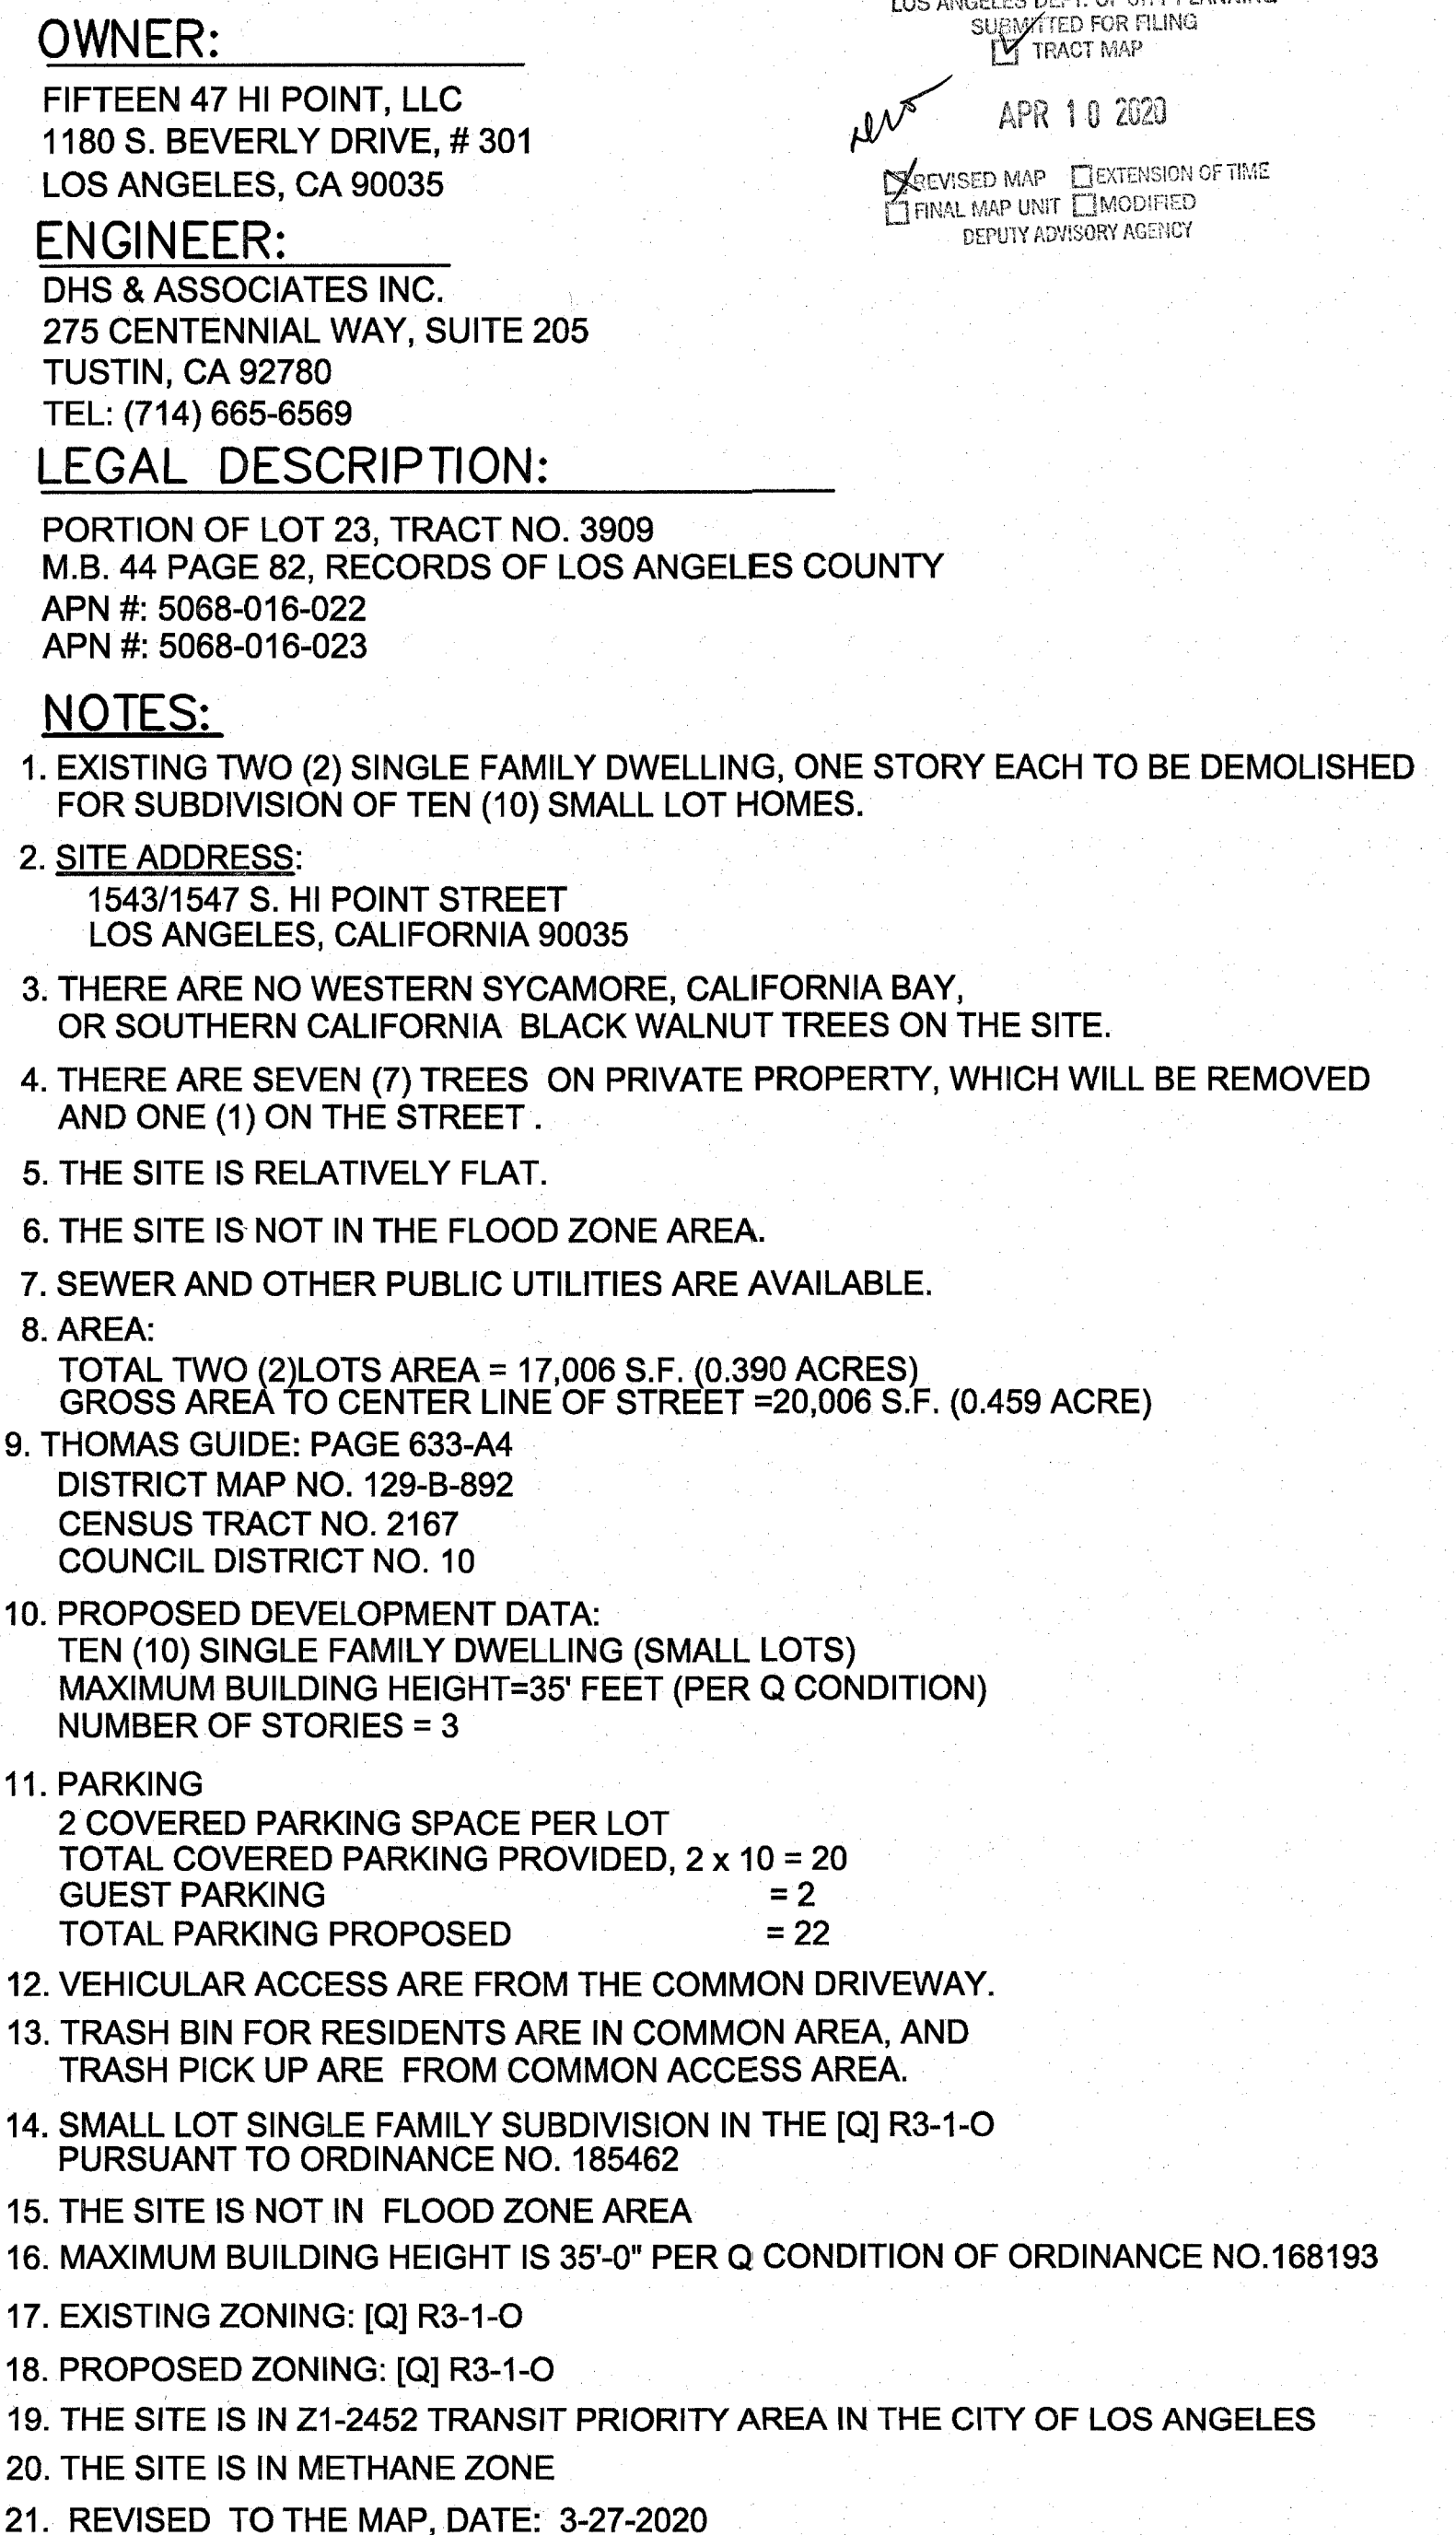 LOS ANGELES DEPT. OF CITY PLANNING
SUBMITTED FOR FILING
TRACT MAP
APR 10 2020
REVISED MAP EXTENSION OF TIME
FINAL MAP UNIT MODIFIED
DEPUTY ADVISORY AGENCY
OWNER:
FIFTEEN 47 HI POINT, LLC
1180 S. BEVERLY DRIVE, # 301
LOS ANGELES, CA 90035
ENGINEER:
DHS & ASSOCIATES INC.
275 CENTENNIAL WAY, SUITE 205
TUSTIN, CA 92780
TEL: (714) 665-6569
LEGAL DESCRIPTION:
PORTION OF LOT 23, TRACT NO. 3909
M.B. 44 PAGE 82, RECORDS OF LOS ANGELES COUNTY
APN #: 5068-016-022
APN #: 5068-016-023
NOTES:
1. EXISTING TWO (2) SINGLE FAMILY DWELLING, ONE STORY EACH TO BE DEMOLISHED
FOR SUBDIVISION OF TEN (10) SMALL LOT HOMES.
2. SITE ADDRESS:
1543/1547 S. HI POINT STREET
LOS ANGELES, CALIFORNIA 90035
3. THERE ARE NO WESTERN SYCAMORE, CALIFORNIA BAY,
OR SOUTHERN CALIFORNIA BLACK WALNUT TREES ON THE SITE.
4. THERE ARE SEVEN (7) TREES ON PRIVATE PROPERTY, WHICH WILL BE REMOVED
AND ONE (1) ON THE STREET .
5. THE SITE IS RELATIVELY FLAT.
6. THE SITE IS NOT IN THE FLOOD ZONE AREA.
7. SEWER AND OTHER PUBLIC UTILITIES ARE AVAILABLE.
8. AREA:
TOTAL TWO (2)LOTS AREA = 17,006 S.F. (0.390 ACRES)
GROSS AREA TO CENTER LINE OF STREET =20,006 S.F. (0.459 ACRE)
9. THOMAS GUIDE: PAGE 633-A4
DISTRICT MAP NO. 129-B-892
CENSUS TRACT NO. 2167
COUNCIL DISTRICT NO. 10
10. PROPOSED DEVELOPMENT DATA:
TEN (10) SINGLE FAMILY DWELLING (SMALL LOTS)
MAXIMUM BUILDING HEIGHT=35' FEET (PER Q CONDITION)
NUMBER OF STORIES = 3
11. PARKING
2 COVERED PARKING SPACE PER LOT
TOTAL COVERED PARKING PROVIDED, 2 x 10 = 20
GUEST PARKING = 2
TOTAL PARKING PROPOSED = 22
12. VEHICULAR ACCESS ARE FROM THE COMMON DRIVEWAY.
13. TRASH BIN FOR RESIDENTS ARE IN COMMON AREA, AND
TRASH PICK UP ARE FROM COMMON ACCESS AREA.
14. SMALL LOT SINGLE FAMILY SUBDIVISION IN THE [Q] R3-1-O
PURSUANT TO ORDINANCE NO. 185462
15. THE SITE IS NOT IN FLOOD ZONE AREA
16. MAXIMUM BUILDING HEIGHT IS 35'-0" PER Q CONDITION OF ORDINANCE NO.168193
17. EXISTING ZONING: [Q] R3-1-O
18. PROPOSED ZONING: [Q] R3-1-O
19. THE SITE IS IN Z1-2452 TRANSIT PRIORITY AREA IN THE CITY OF LOS ANGELES
20. THE SITE IS IN METHANE ZONE
21. REVISED TO THE MAP, DATE: 3-27-2020